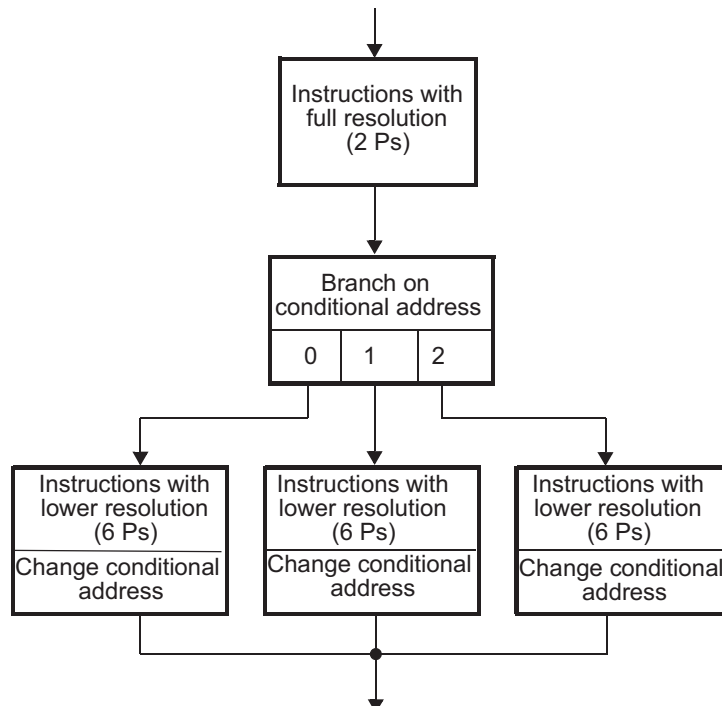 Instructions with
full resolution
(2 Ps)
Branch on
conditional address
0 1 2
Instructions with
lower resolution
(6 Ps)
Change conditional
address
Instructions with
lower resolution
(6 Ps)
Change conditional
address
Instructions with
lower resolution
(6 Ps)
Change conditional
address